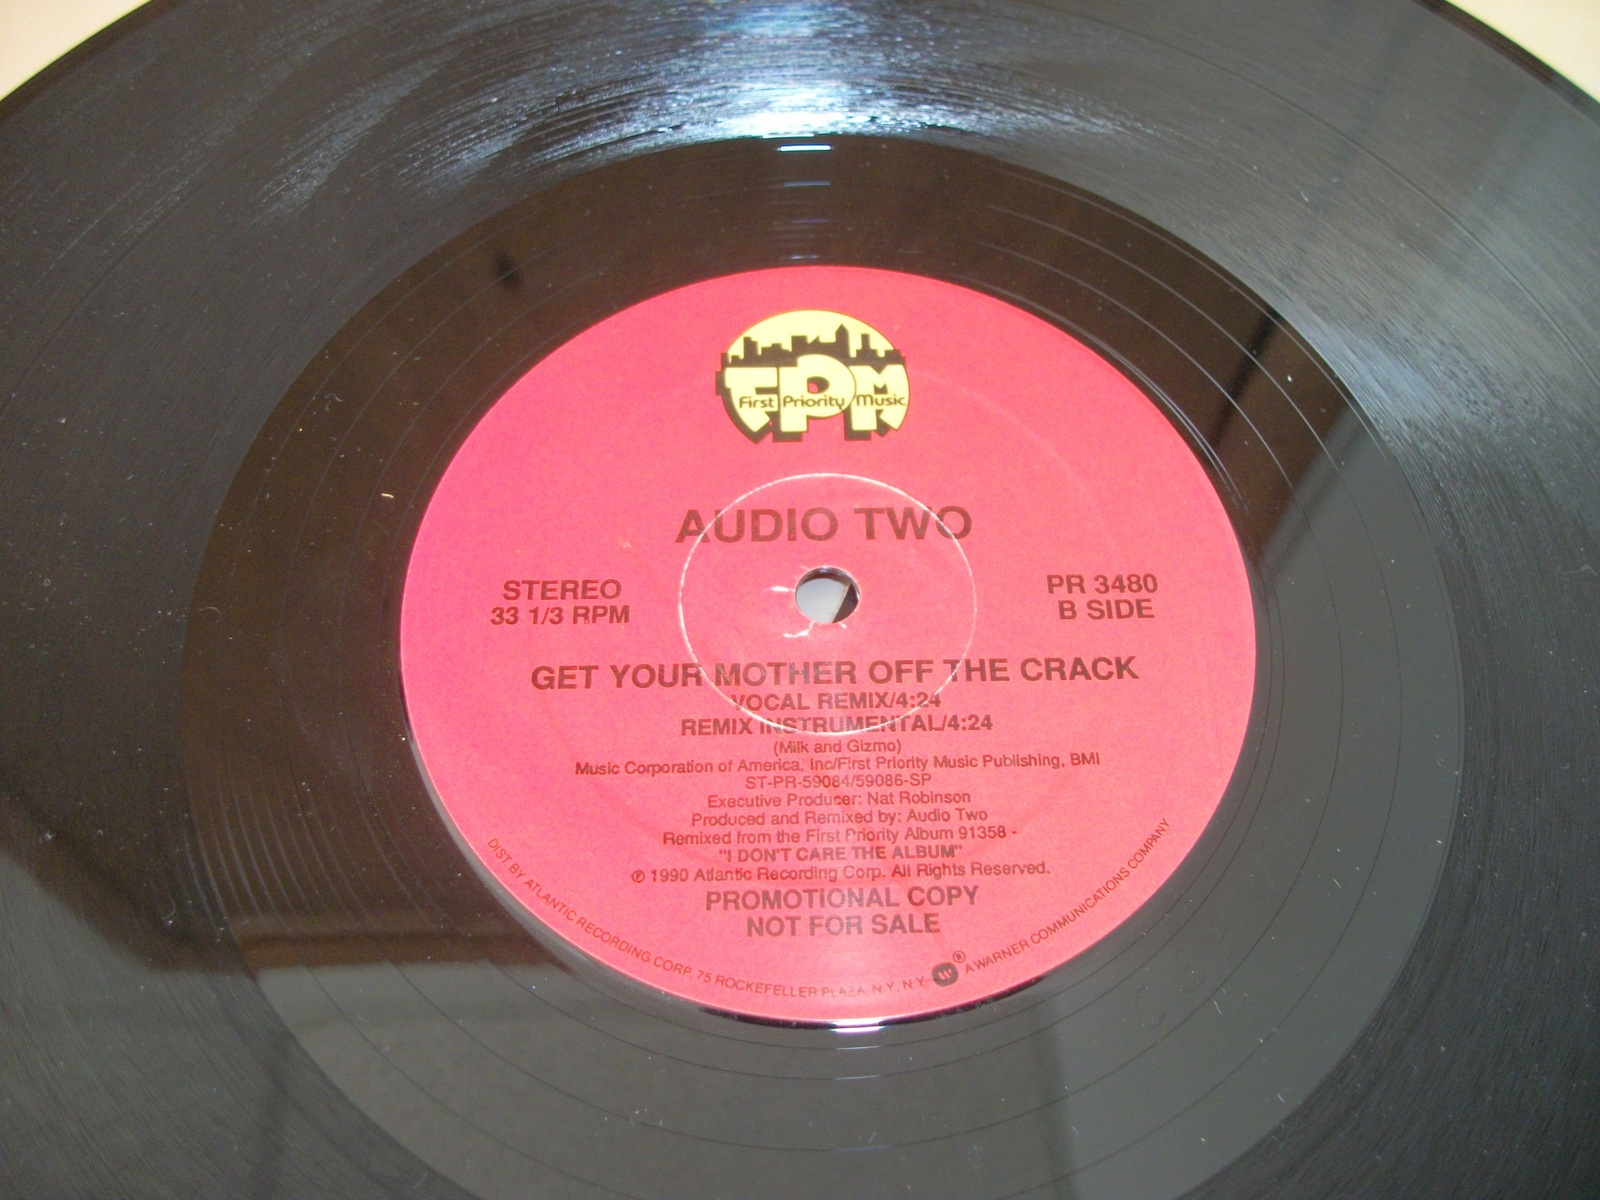 FPM
First Priority Music
AUDIO TWO
STEREO
33 1/3 RPM
PR 3480
B SIDE
GET YOUR MOTHER OFF THE CRACK
VOCAL REMIX/4:24
REMIX INSTRUMENTAL/4:24
(Milk and Gizmo)
Music Corporation of America, Inc/First Priority Music Publishing, BMI
ST-PR-59084/59086-SP
Executive Producer: Nat Robinson
Produced and Remixed by: Audio Two
Remixed from the First Priority Album 91358 -
"I DON'T CARE THE ALBUM"
℗ 1990 Atlantic Recording Corp. All Rights Reserved.
PROMOTIONAL COPY
NOT FOR SALE
DIST. BY ATLANTIC RECORDING CORP. 75 ROCKEFELLER PLAZA, N.Y., N.Y. ® A WARNER COMMUNICATIONS COMPANY